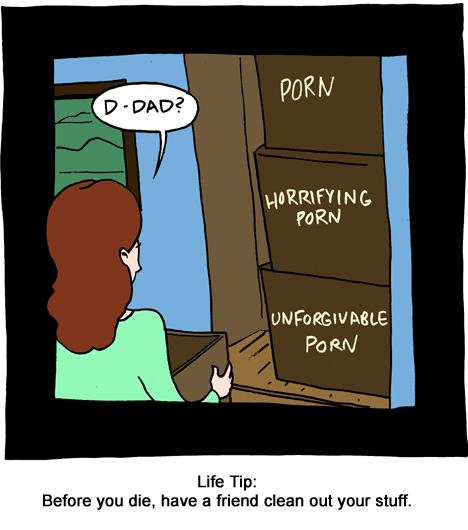 D-DAD?
PORN
HORRIFYING
PORN
UNFORGIVABLE
PORN
Life Tip:
Before you die, have a friend clean out your stuff.